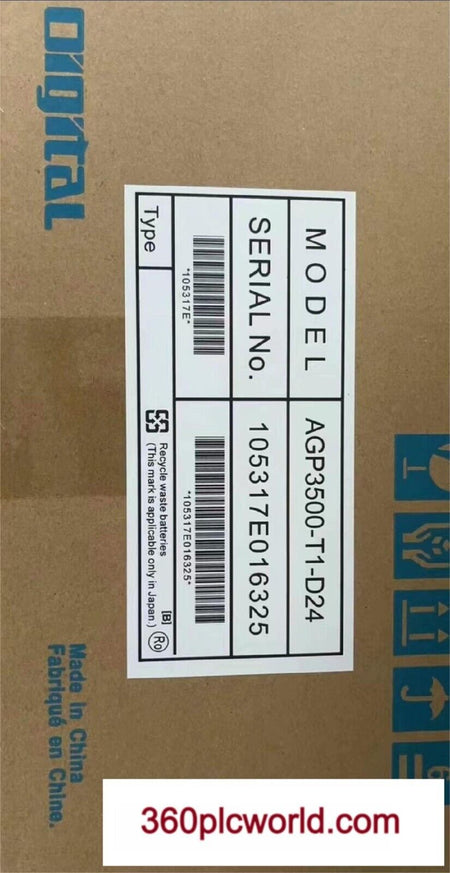 DIGITAL
MODEL
AGP3500-T1-D24
SERIAL No.
105317E016325
*105317E*
*105317E016325*
Type
Recycle waste batteries
(This mark is applicable only in Japan.)
[B]
Ro
Made In China
Fabriqué en Chine.
6
360plcworld.com